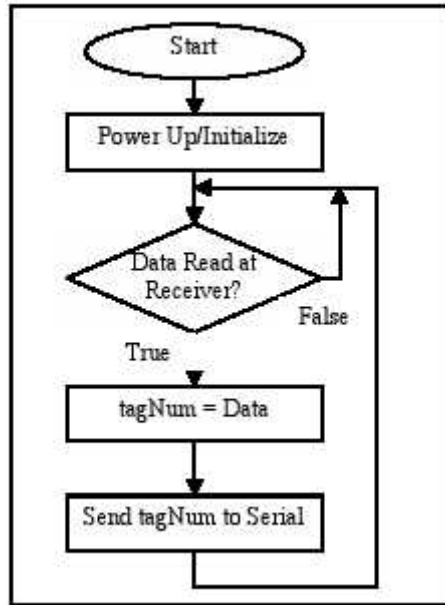 Start
Power Up/Initialize
Data Read at
Receiver?
False
True
tagNum = Data
Send tagNum to Serial